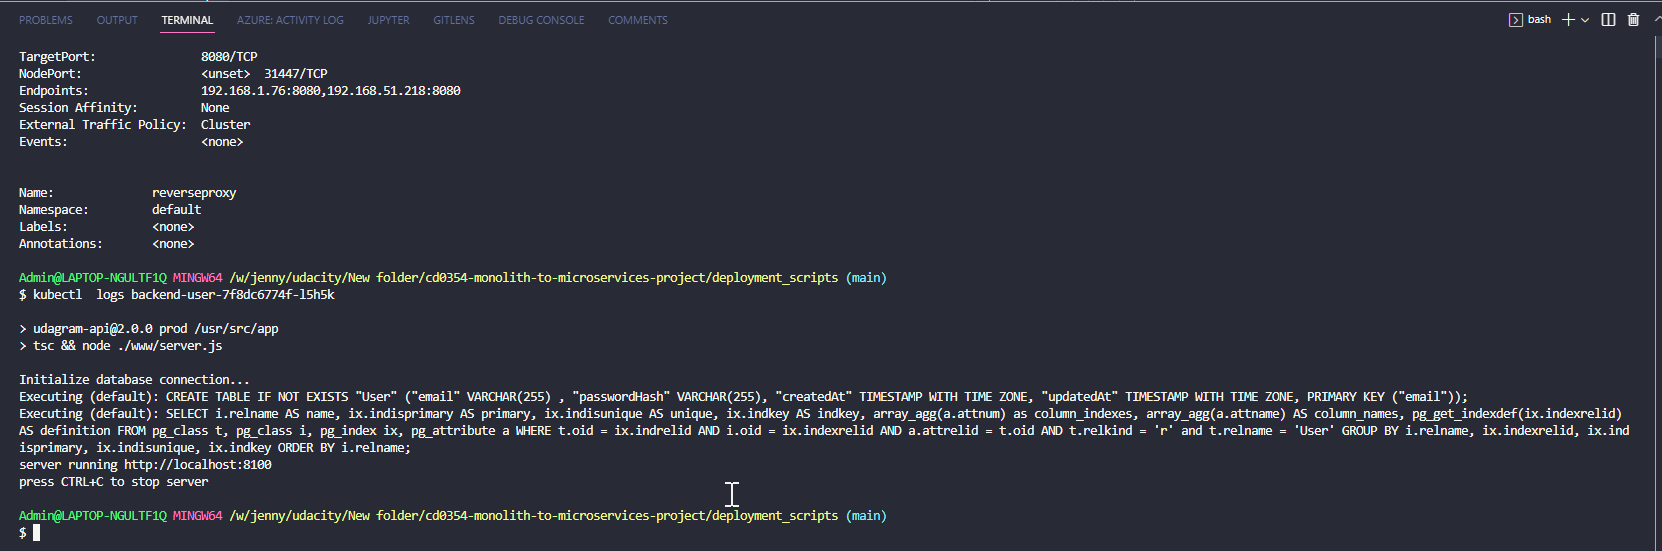 PROBLEMS OUTPUT TERMINAL AZURE: ACTIVITY LOG JUPYTER GITLENS DEBUG CONSOLE COMMENTS bash
TargetPort: 8080/TCP
NodePort: <unset> 31447/TCP
Endpoints: 192.168.1.76:8080,192.168.51.218:8080
Session Affinity: None
External Traffic Policy: Cluster
Events: <none>
Name: reverseproxy
Namespace: default
Labels: <none>
Annotations: <none>
Admin@LAPTOP-NGULTF1Q MINGW64 /w/jenny/udacity/New folder/cd0354-monolith-to-microservices-project/deployment_scripts (main)
$ kubectl  logs backend-user-7f8dc6774f-l5h5k
> udagram-api@2.0.0 prod /usr/src/app
> tsc && node ./www/server.js
Initialize database connection...
Executing (default): CREATE TABLE IF NOT EXISTS "User" ("email" VARCHAR(255) , "passwordHash" VARCHAR(255), "createdAt" TIMESTAMP WITH TIME ZONE, "updatedAt" TIMESTAMP WITH TIME ZONE, PRIMARY KEY ("email"));
Executing (default): SELECT i.relname AS name, ix.indisprimary AS primary, ix.indisunique AS unique, ix.indkey AS indkey, array_agg(a.attnum) as column_indexes, array_agg(a.attname) AS column_names, pg_get_indexdef(ix.indexrelid)
AS definition FROM pg_class t, pg_class i, pg_index ix, pg_attribute a WHERE t.oid = ix.indrelid AND i.oid = ix.indexrelid AND a.attrelid = t.oid AND t.relkind = 'r' and t.relname = 'User' GROUP BY i.relname, ix.indexrelid, ix.ind
isprimary, ix.indisunique, ix.indkey ORDER BY i.relname;
server running http://localhost:8100
press CTRL+C to stop server
Admin@LAPTOP-NGULTF1Q MINGW64 /w/jenny/udacity/New folder/cd0354-monolith-to-microservices-project/deployment_scripts (main)
$